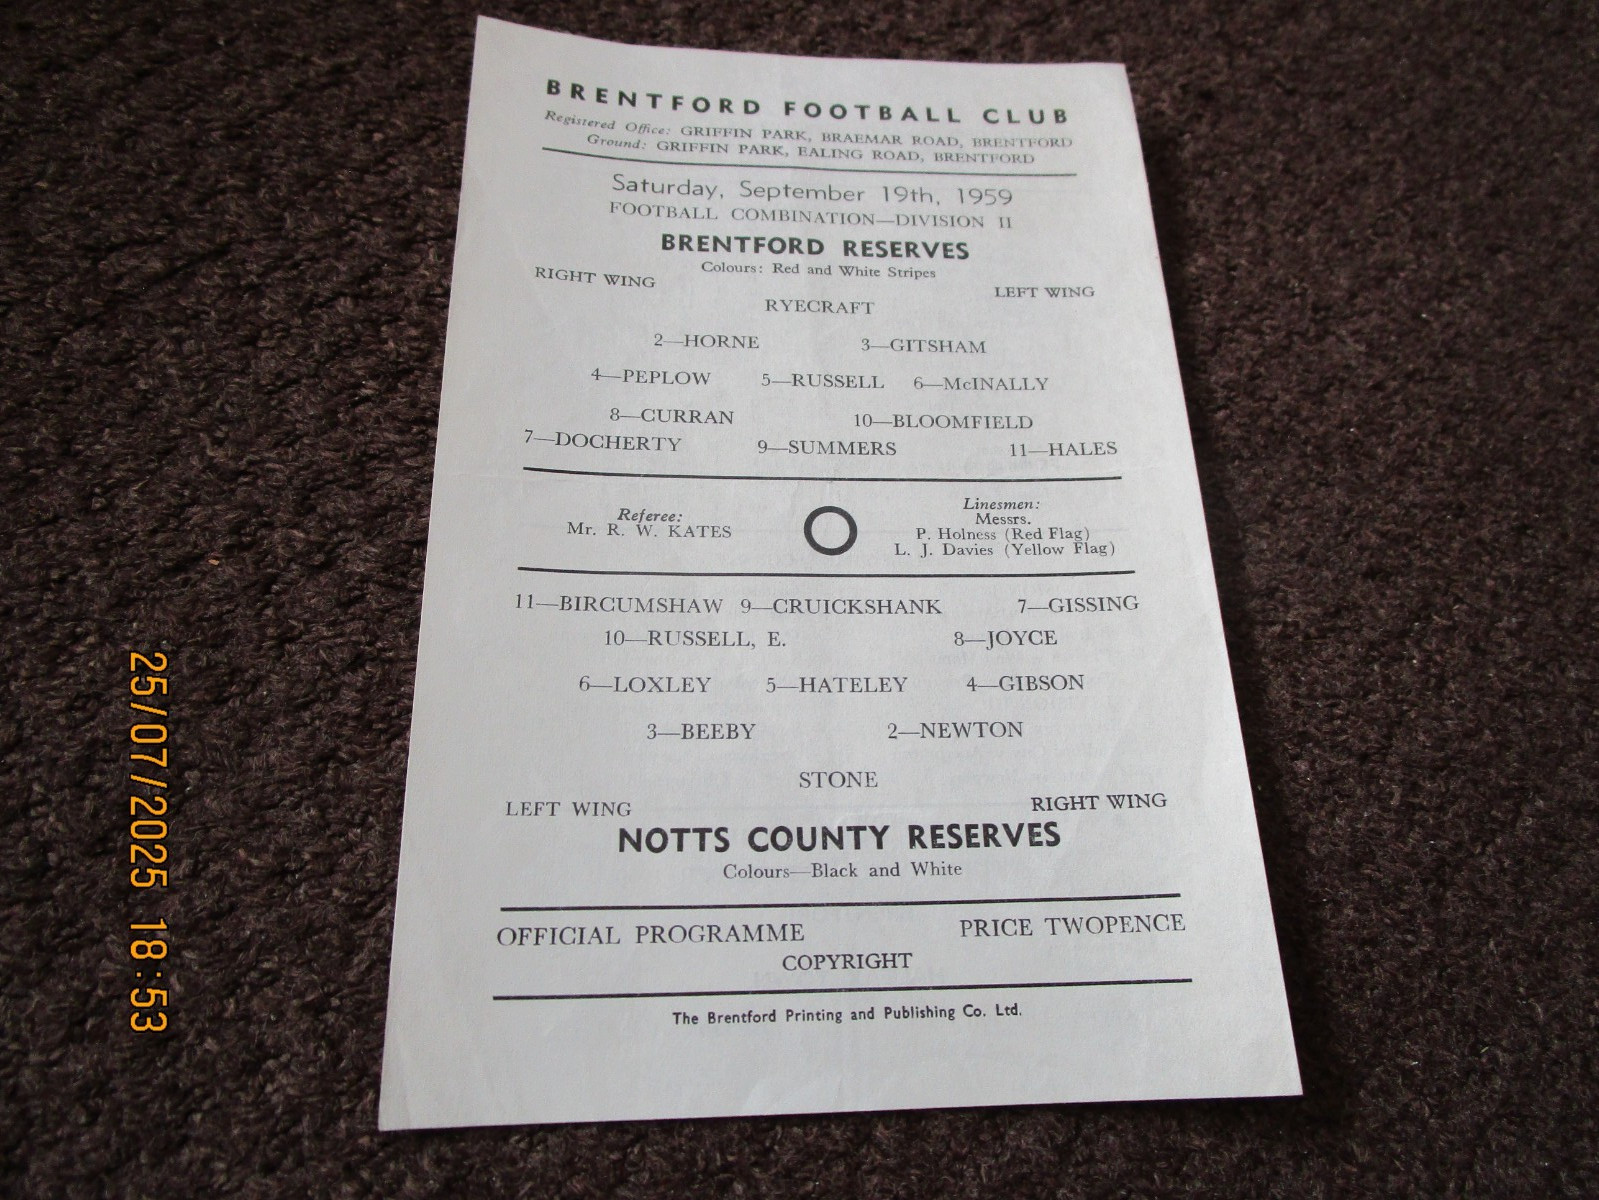 BRENTFORD FOOTBALL CLUB
Registered Office: GRIFFIN PARK, BRAEMAR ROAD, BRENTFORD
Ground: GRIFFIN PARK, EALING ROAD, BRENTFORD
Saturday, September 19th, 1959
FOOTBALL COMBINATION—DIVISION II
BRENTFORD RESERVES
Colours: Red and White Stripes
RIGHT WING LEFT WING
RYECRAFT
2—HORNE 3—GITSHAM
4—PEPLOW 5—RUSSELL 6—McINALLY
8—CURRAN 10—BLOOMFIELD
7—DOCHERTY 9—SUMMERS 11—HALES
Referee:
Mr. R. W. KATES
Linesmen:
Messrs.
P. Holness (Red Flag)
L. J. Davies (Yellow Flag)
11—BIRCUMSHAW 9—CRUICKSHANK 7—GISSING
10—RUSSELL, E. 8—JOYCE
6—LOXLEY 5—HATELEY 4—GIBSON
3—BEEBY 2—NEWTON
STONE
LEFT WING RIGHT WING
NOTTS COUNTY RESERVES
Colours—Black and White
OFFICIAL PROGRAMME PRICE TWOPENCE
COPYRIGHT
The Brentford Printing and Publishing Co. Ltd.
25/07/2025 18:53